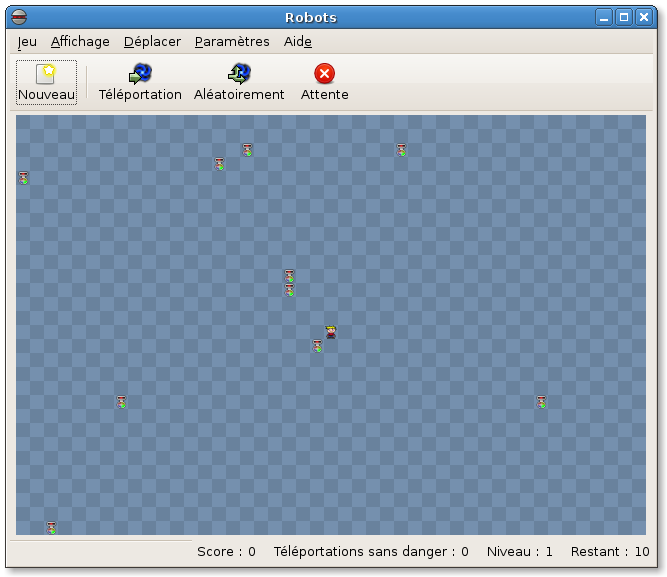 Robots
Jeu Affichage Déplacer Paramètres Aide
Nouveau Téléportation Aléatoirement Attente
Score : 0 Téléportations sans danger : 0 Niveau : 1 Restant : 10